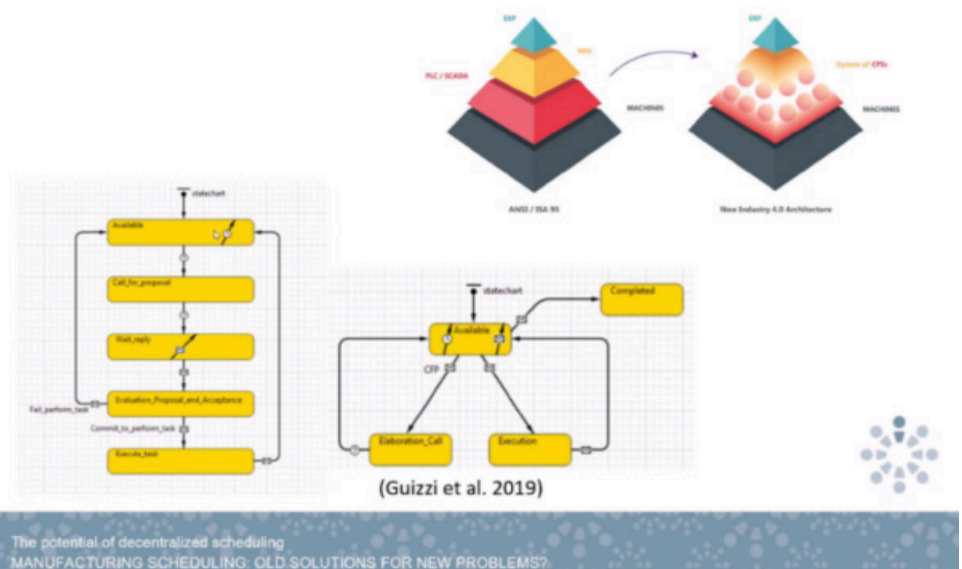 ERP
MES
PLC / SCADA
MACHINES
ANSI / ISA 95
ERP
System of CPSs
MACHINES
New Industry 4.0 Architecture
statechart
Available
Call_for_proposal
Wait_reply
Evaluation_Proposal_and_Acceptance
Fail_perform_task
Commit_to_perform_task
Execute_task
statechart
Completed
Available
CFP
Elaboration_Call
Execution
(Guizzi et al. 2019)
The potential of decentralized scheduling
MANUFACTURING SCHEDULING: OLD SOLUTIONS FOR NEW PROBLEMS?